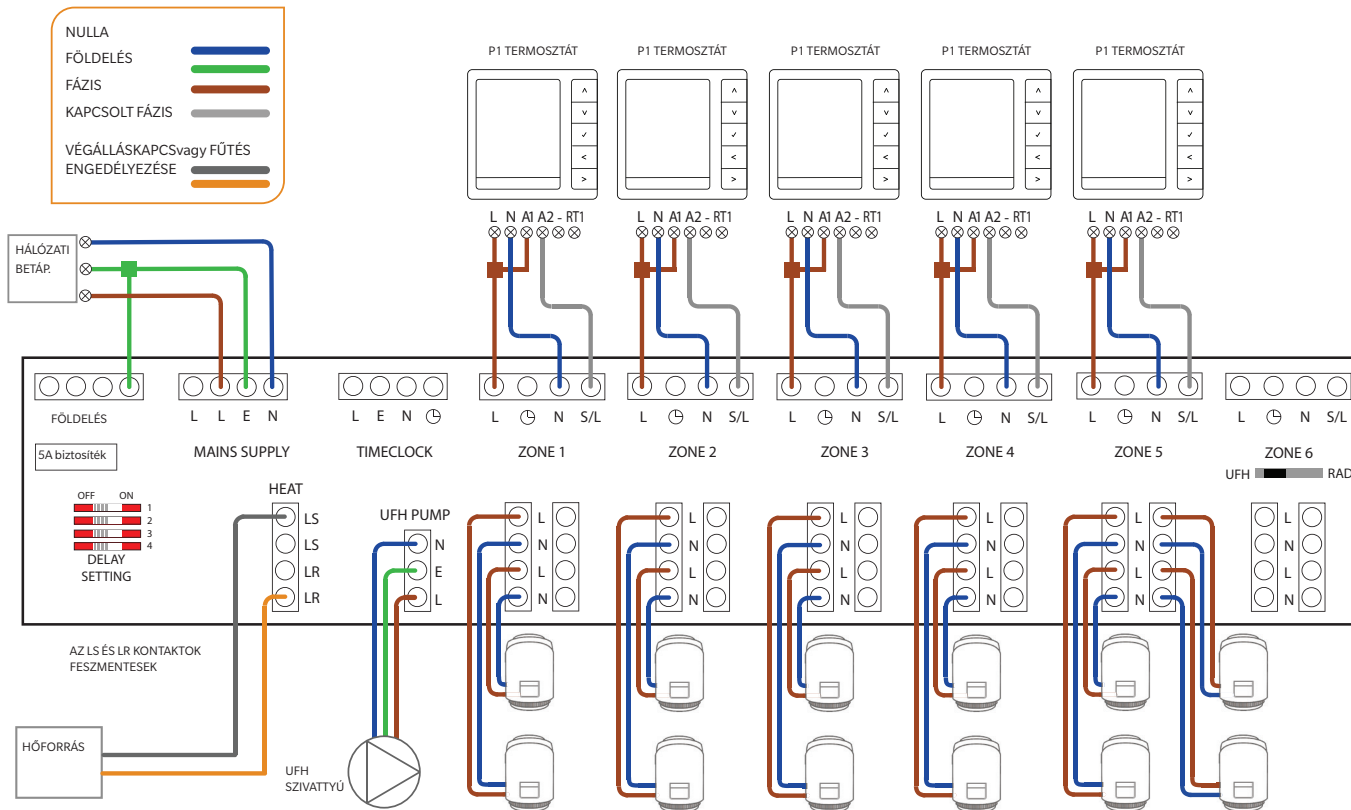 NULLA
FÖLDELÉS
FÁZIS
KAPCSOLT FÁZIS
VÉGÁLLÁSKAPCSvagy FŰTÉS
ENGEDÉLYEZÉSE
P1 TERMOSZTÁT P1 TERMOSZTÁT P1 TERMOSZTÁT P1 TERMOSZTÁT P1 TERMOSZTÁT
L N A1 A2 - RT1 L N A1 A2 - RT1 L N A1 A2 - RT1 L N A1 A2 - RT1 L N A1 A2 - RT1
HÁLÓZATI
BETÁP.
FÖLDELÉS
L L E N
L E N
L N S/L
L N S/L
L N S/L
L N S/L
L N S/L
L N S/L
5A biztosíték
MAINS SUPPLY
TIMECLOCK
ZONE 1
ZONE 2
ZONE 3
ZONE 4
ZONE 5
ZONE 6
UFH RAD
OFF ON
1
2
3
4
DELAY
SETTING
HEAT
LS
LS
LR
LR
UFH PUMP
N
E
L
L L L L L L
N N N N N N
L L L L L L
N N N N N N
AZ LS ÉS LR KONTAKTOK
FESZMENTESEK
HŐFORRÁS
UFH
SZIVATTYÚ